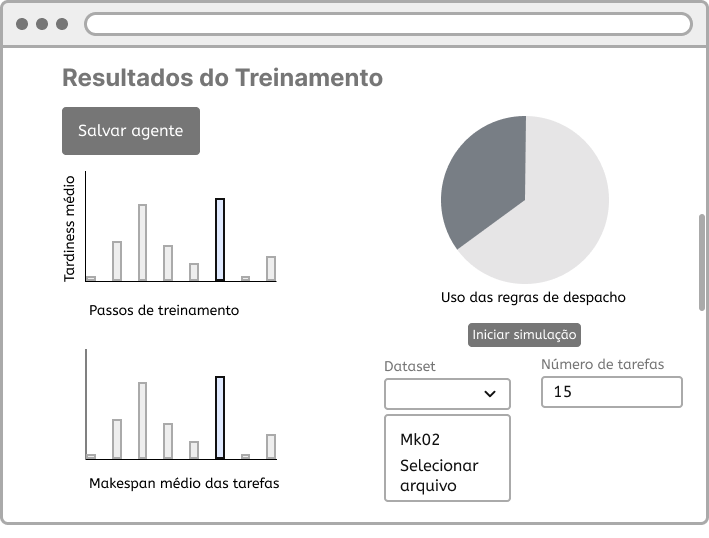 Resultados do Treinamento
Salvar agente
Tardiness médio
Passos de treinamento
Makespan médio das tarefas
Uso das regras de despacho
Iniciar simulação
Dataset
Número de tarefas
15
Mk02
Selecionar
arquivo